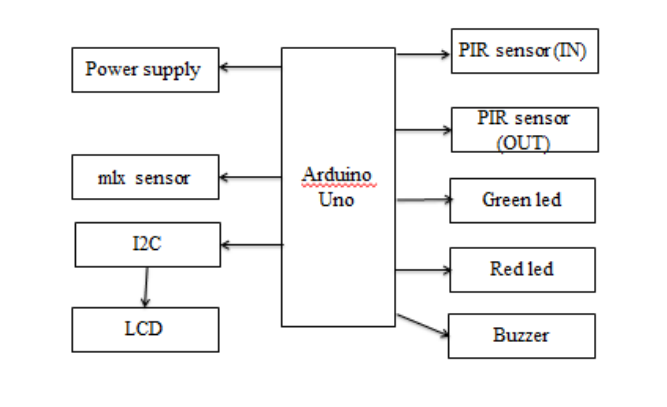 Power supply
mlx sensor
I2C
LCD
Arduino
Uno
PIR sensor(IN)
PIR sensor
(OUT)
Green led
Red led
Buzzer